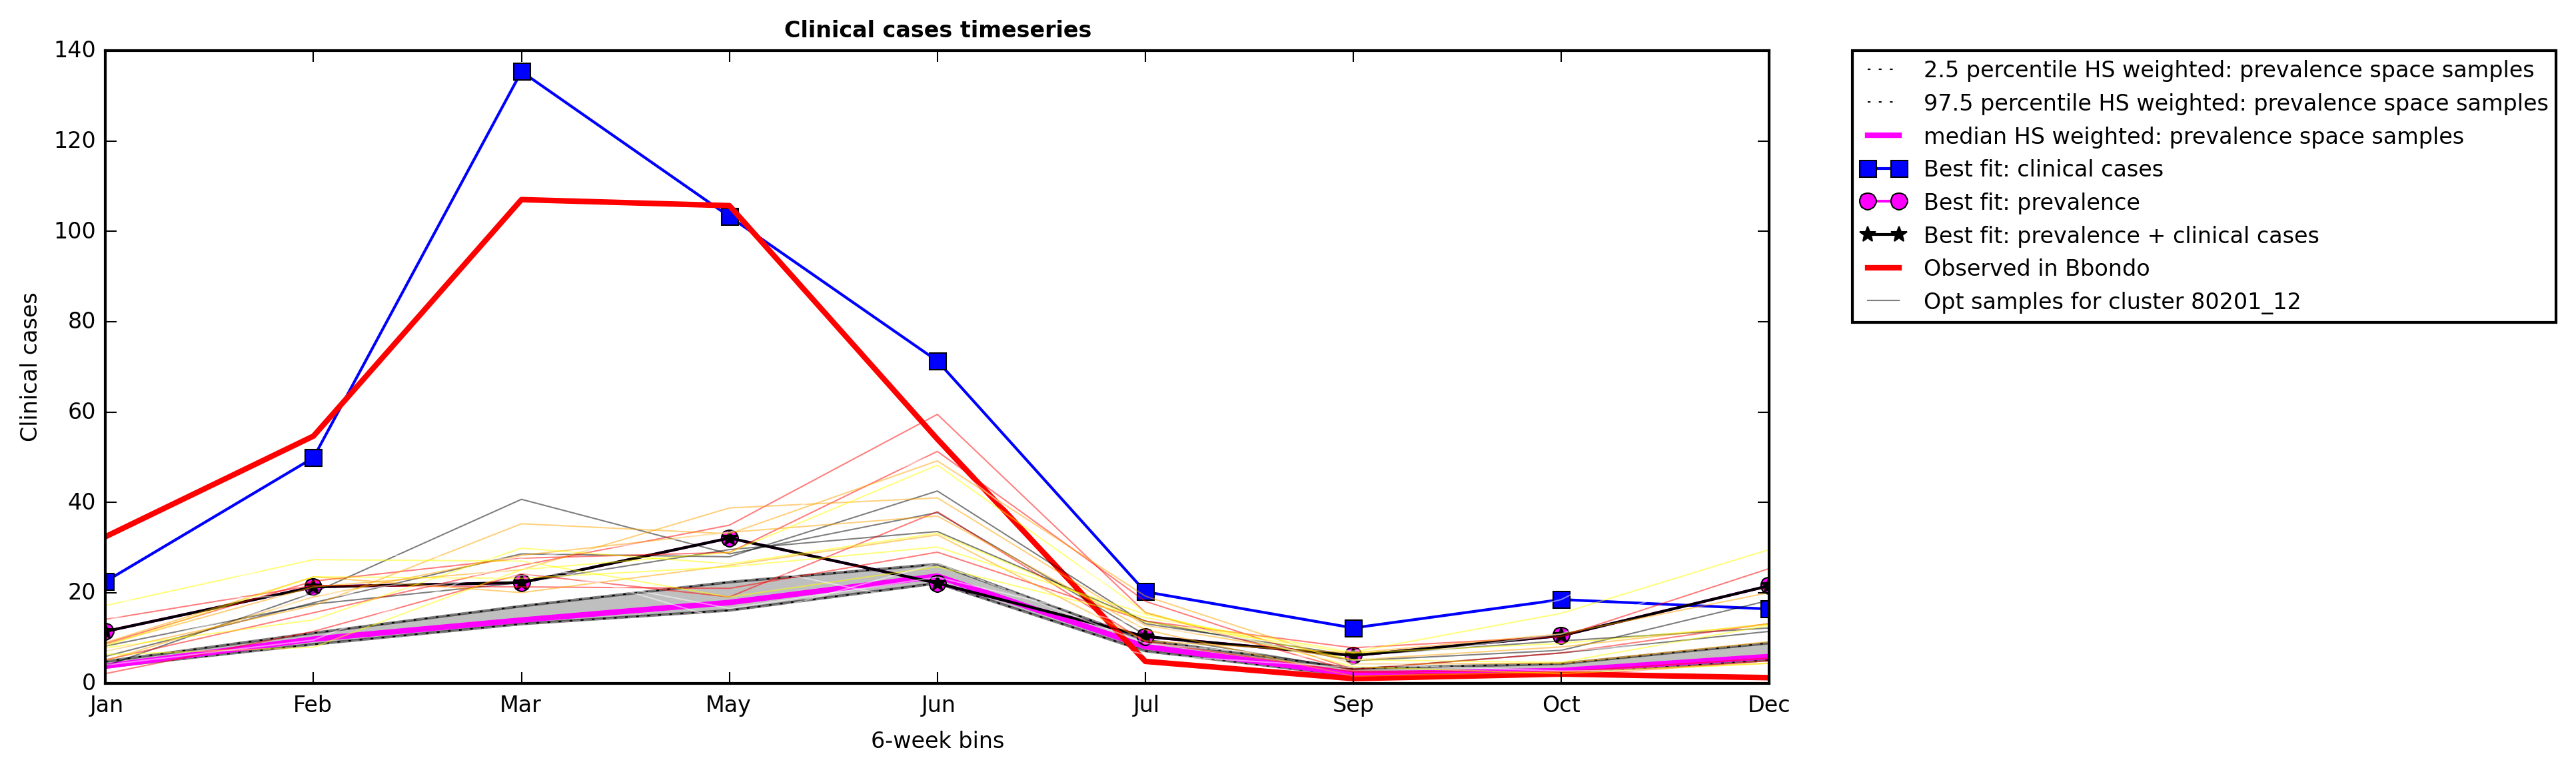 Clinical cases timeseries
140
120
100
80
60
40
20
0
Clinical cases
Jan Feb Mar May Jun Jul Sep Oct Dec
6-week bins
2.5 percentile HS weighted: prevalence space samples
97.5 percentile HS weighted: prevalence space samples
median HS weighted: prevalence space samples
Best fit: clinical cases
Best fit: prevalence
Best fit: prevalence + clinical cases
Observed in Bbondo
Opt samples for cluster 80201_12